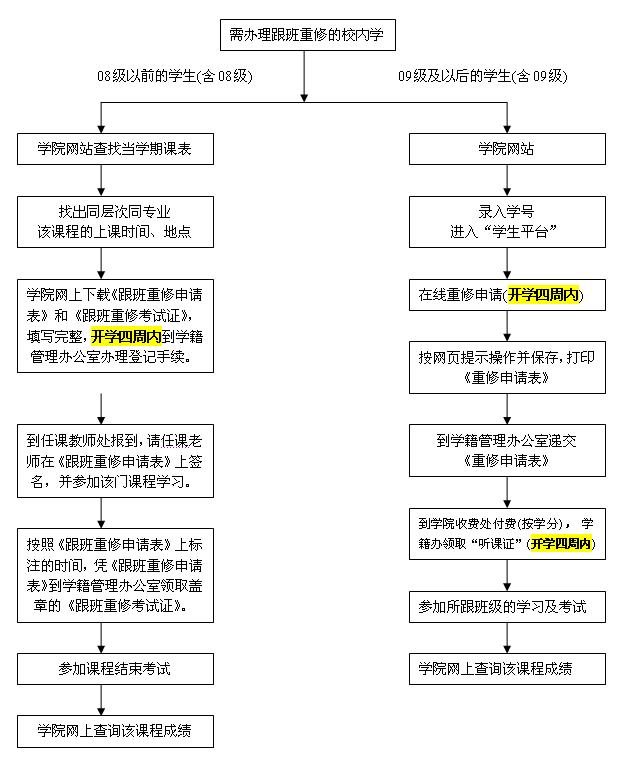 需办理跟班重修的校内学
08级以前的学生(含08级)
09级及以后的学生(含09级)
学院网站查找当学期课表
找出同层次同专业
该课程的上课时间、地点
学院网上下载《跟班重修申请
表》和《跟班重修考试证》，
填写完整，开学四周内到学籍
管理办公室办理登记手续。
到任课教师处报到，请任课老
师在《跟班重修申请表》上签
名，并参加该门课程学习。
按照《跟班重修申请表》上标
注的时间，凭《跟班重修申请
表》到学籍管理办公室领取盖
章的《跟班重修考试证》。
参加课程结束考试
学院网上查询该课程成绩
学院网站
录入学号
进入“学生平台”
在线重修申请(开学四周内)
按网页提示操作并保存，打印
《重修申请表》
到学籍管理办公室递交
《重修申请表》
到学院收费处付费(按学分)，学
籍办领取“听课证”(开学四周内)
参加所跟班级的学习及考试
学院网上查询该课程成绩